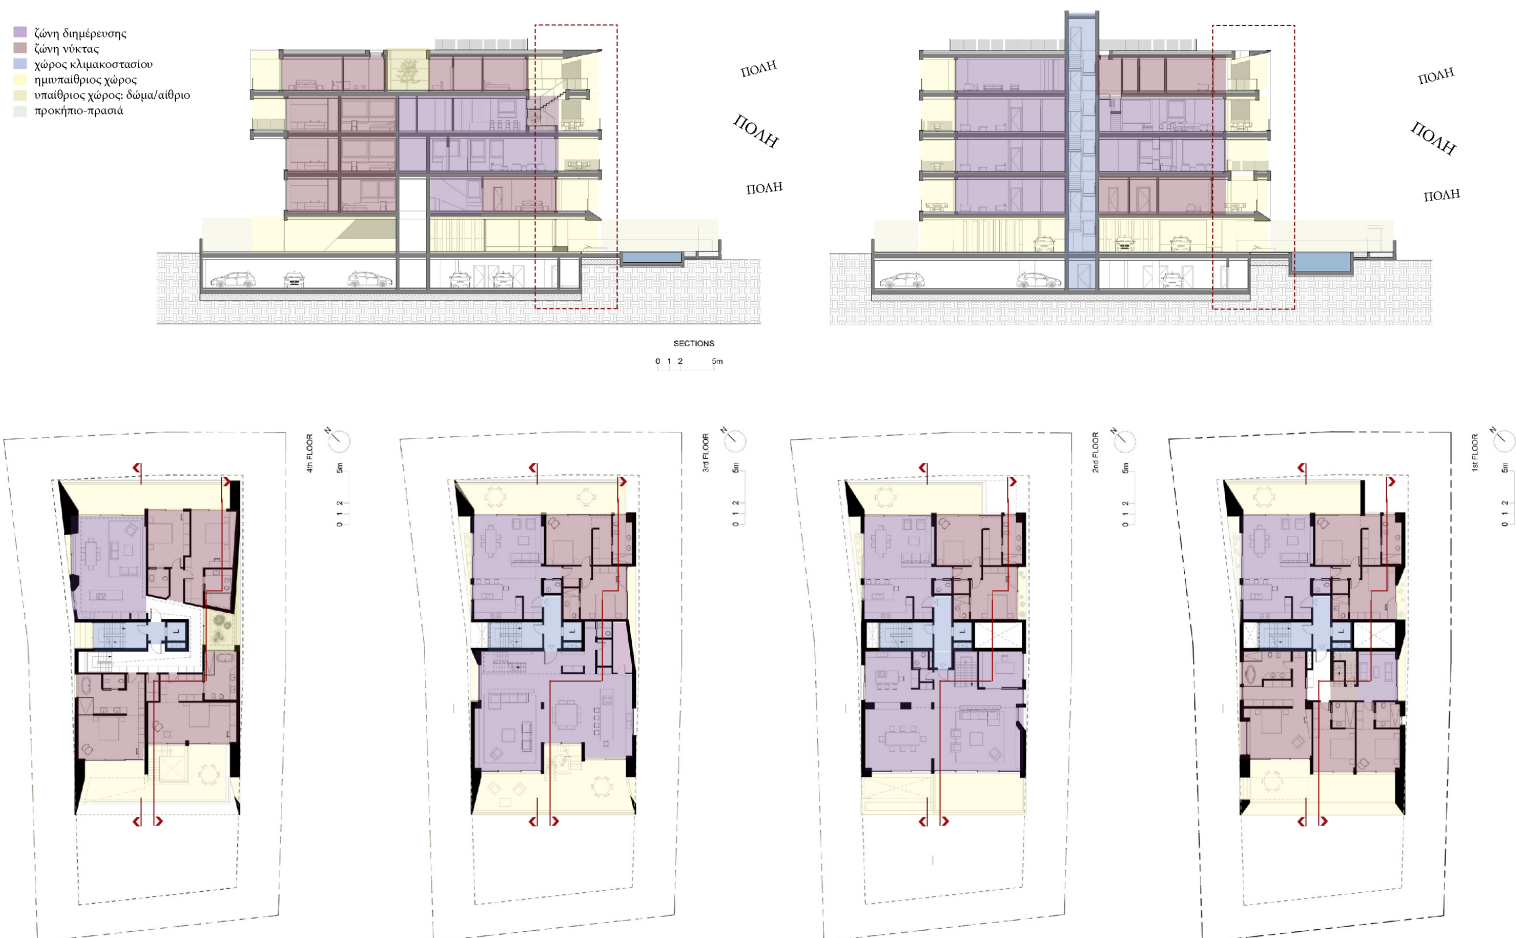 ζώνη διημέρευσης
ζώνη νύκτας
χώρος κλιμακοστασίου
ημιυπαίθριος χώρος
υπαίθριος χώρος: δώμα/αίθριο
προκήπιο-πρασιά
ΠΟΛΗ
ΠΟΛΗ
ΠΟΛΗ
ΠΟΛΗ
ΠΟΛΗ
ΠΟΛΗ
SECTIONS
0 1 2 5m
N
4th FLOOR
0 1 2 5m
N
3rd FLOOR
0 1 2 5m
N
2nd FLOOR
0 1 2 5m
N
1st FLOOR
0 1 2 5m